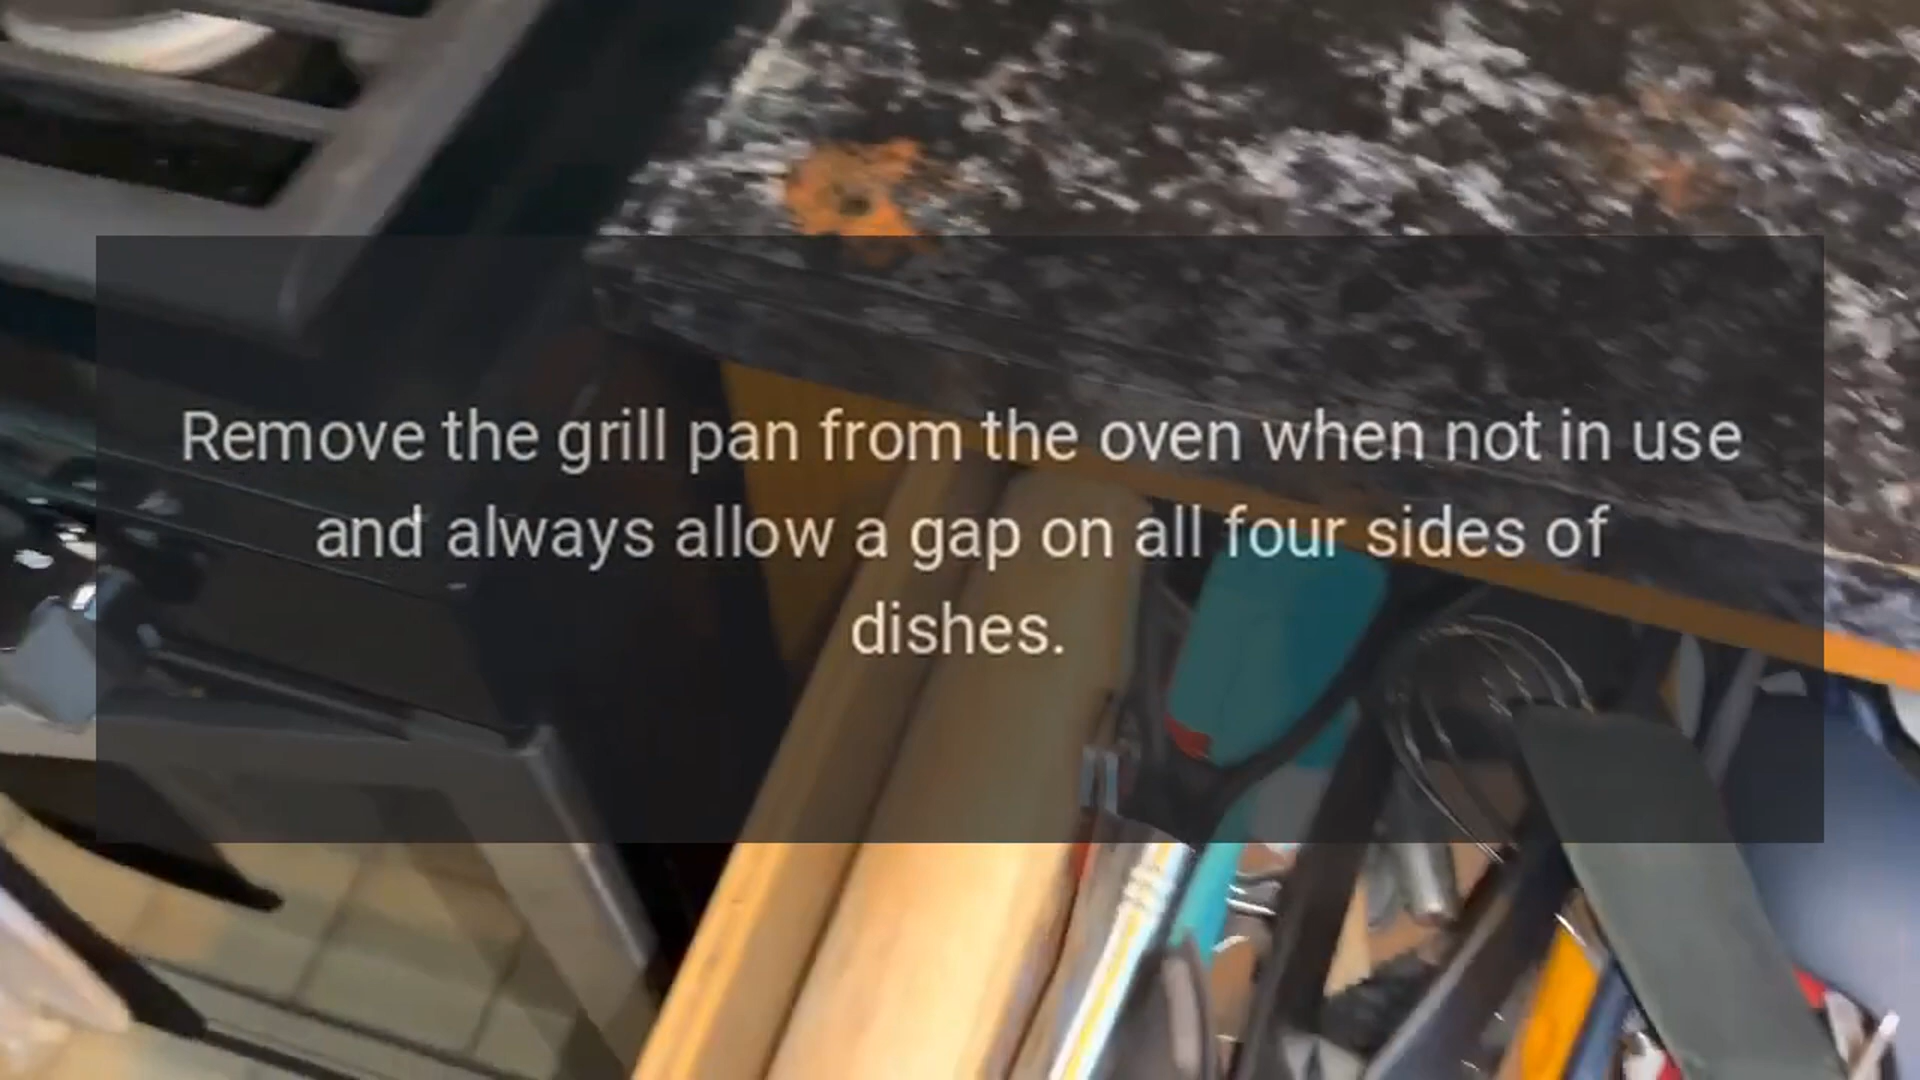 Remove the grill pan from the oven when not in use
and always allow a gap on all four sides of
dishes.